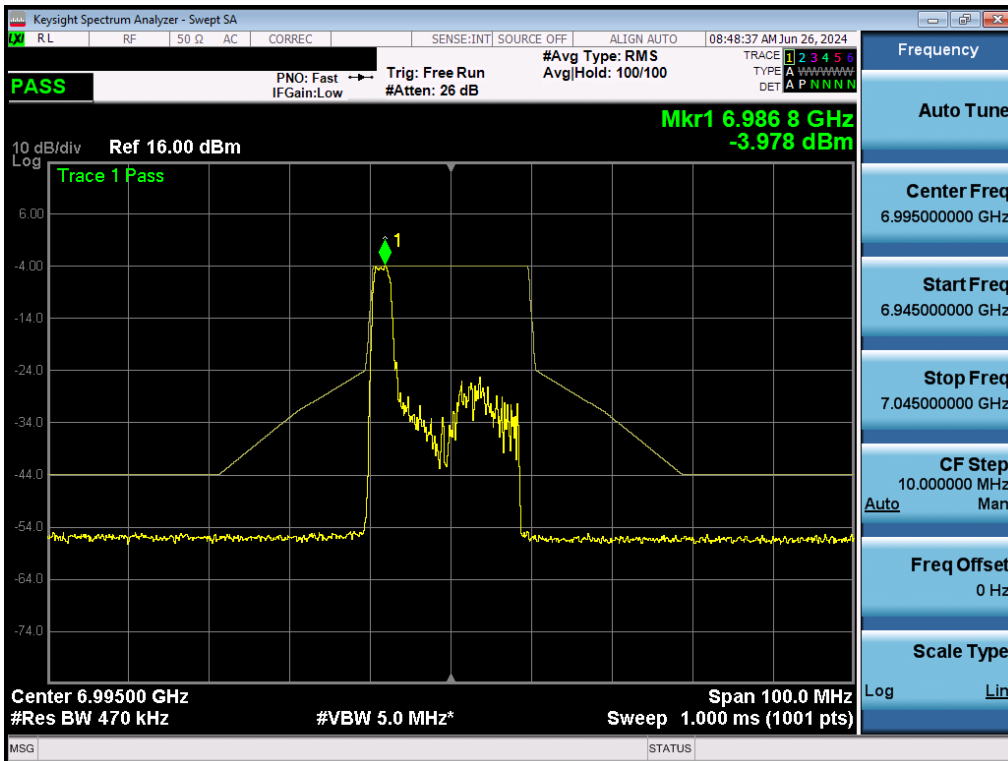 Keysight Spectrum Analyzer - Swept SA
LXI RL RF 50 Ω AC CORREC SENSE:INT SOURCE OFF ALIGN AUTO 08:48:37 AM Jun 26, 2024
PASS
PNO: Fast
IFGain:Low
Trig: Free Run
#Atten: 26 dB
#Avg Type: RMS
Avg|Hold: 100/100
TRACE 1 2 3 4 5 6
TYPE A WWWWW
DET A P N N N N
Mkr1 6.986 8 GHz
-3.978 dBm
10 dB/div Ref 16.00 dBm
Log
Trace 1 Pass
1
6.00
-4.00
-14.0
-24.0
-34.0
-44.0
-54.0
-64.0
-74.0
Center 6.99500 GHz Span 100.0 MHz
#Res BW 470 kHz #VBW 5.0 MHz* Sweep 1.000 ms (1001 pts)
MSG STATUS
Frequency
Auto Tune
Center Freq
6.995000000 GHz
Start Freq
6.945000000 GHz
Stop Freq
7.045000000 GHz
CF Step
10.000000 MHz
Auto Man
Freq Offset
0 Hz
Scale Type
Log Lin